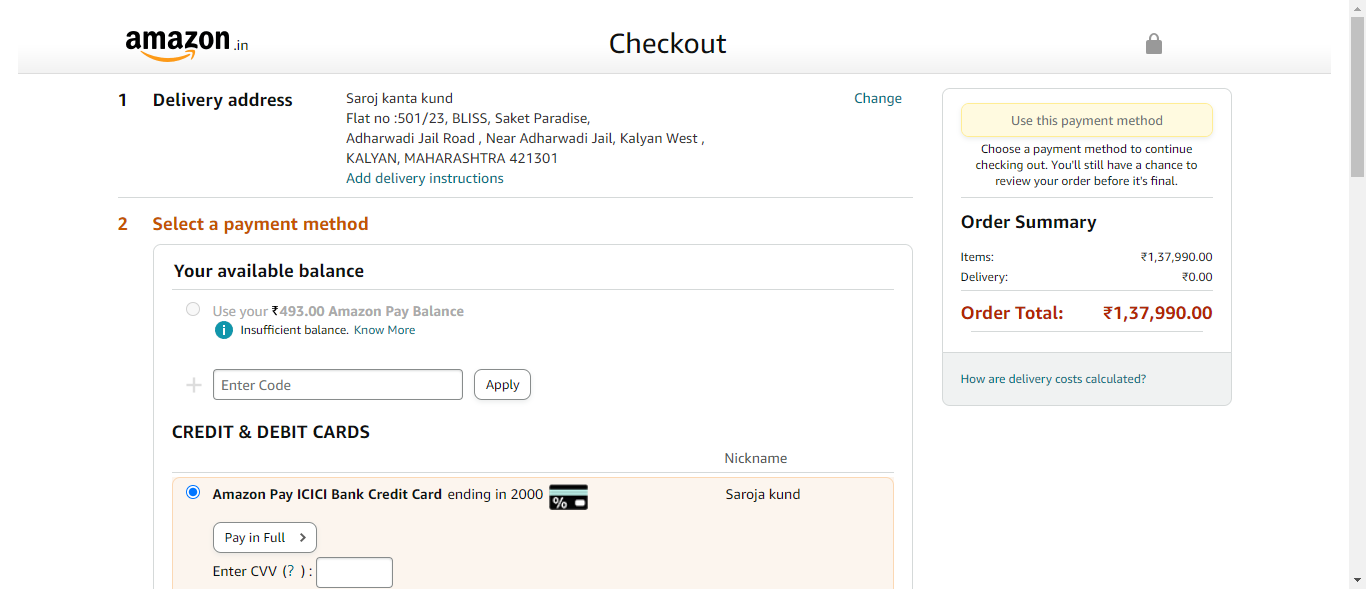 amazon.in
Checkout
1 Delivery address
Saroj kanta kund
Flat no :501/23, BLISS, Saket Paradise,
Adharwadi Jail Road , Near Adharwadi Jail, Kalyan West ,
KALYAN, MAHARASHTRA 421301
Add delivery instructions
Change
2 Select a payment method
Your available balance
Use your ₹493.00 Amazon Pay Balance
i Insufficient balance. Know More
+ Enter Code Apply
CREDIT & DEBIT CARDS
Nickname
Amazon Pay ICICI Bank Credit Card ending in 2000 % Saroja kund
Pay in Full >
Enter CVV (? ) :
Use this payment method
Choose a payment method to continue
checking out. You'll still have a chance to
review your order before it's final.
Order Summary
Items: ₹1,37,990.00
Delivery: ₹0.00
Order Total: ₹1,37,990.00
How are delivery costs calculated?